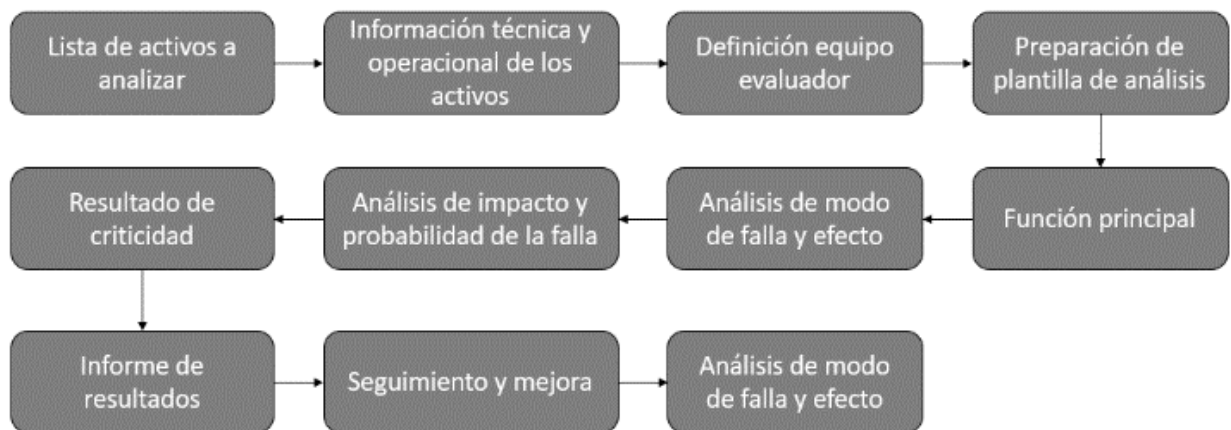 Lista de activos a
analizar
Información técnica y
operacional de los
activos
Definición equipo
evaluador
Preparación de
plantilla de análisis
Función principal
Análisis de modo
de falla y efecto
Análisis de impacto y
probabilidad de la falla
Resultado de
criticidad
Informe de
resultados
Seguimiento y mejora
Análisis de modo
de falla y efecto